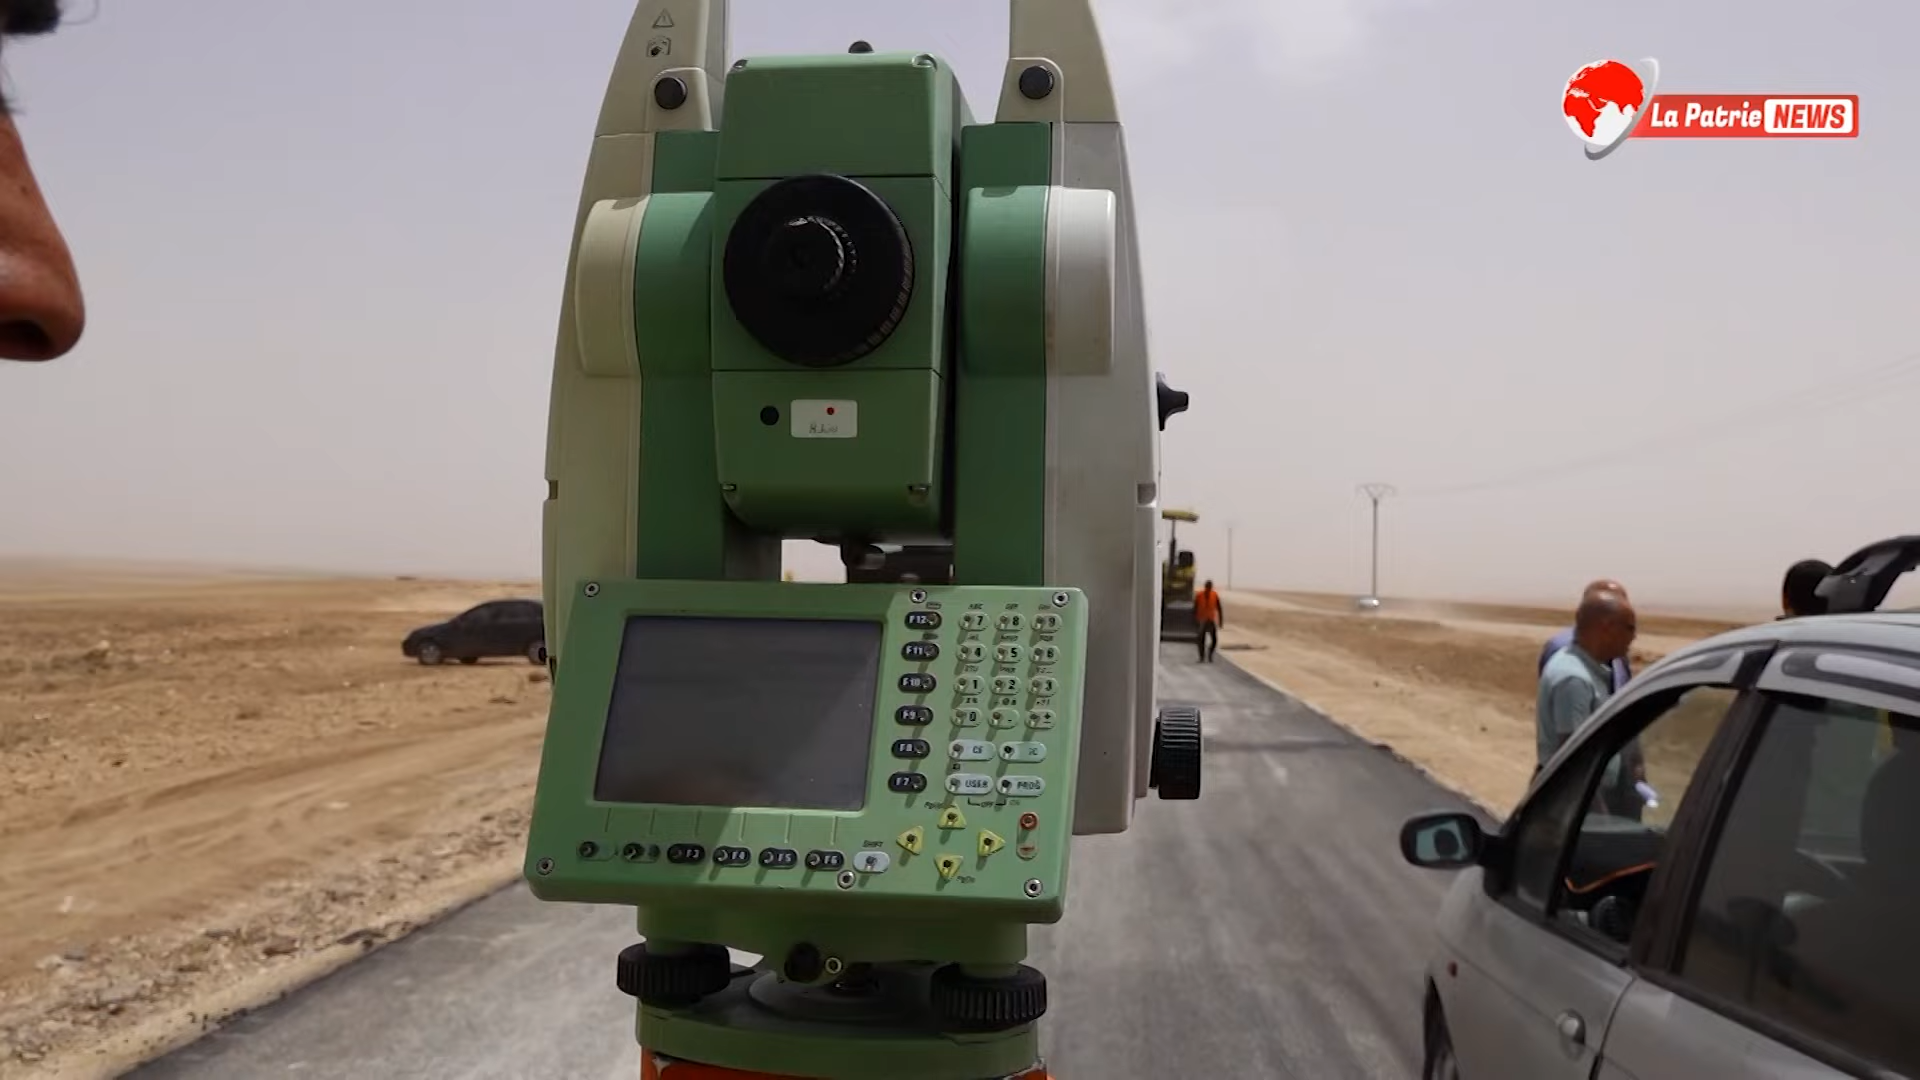 La Patrie NEWS
F12 7 8 9
F11 4 5 6
F10 1 2 3
F9 0 . ±
F8 CE
F7 USER PROG
F3 F4 F5 F6 SHIFT